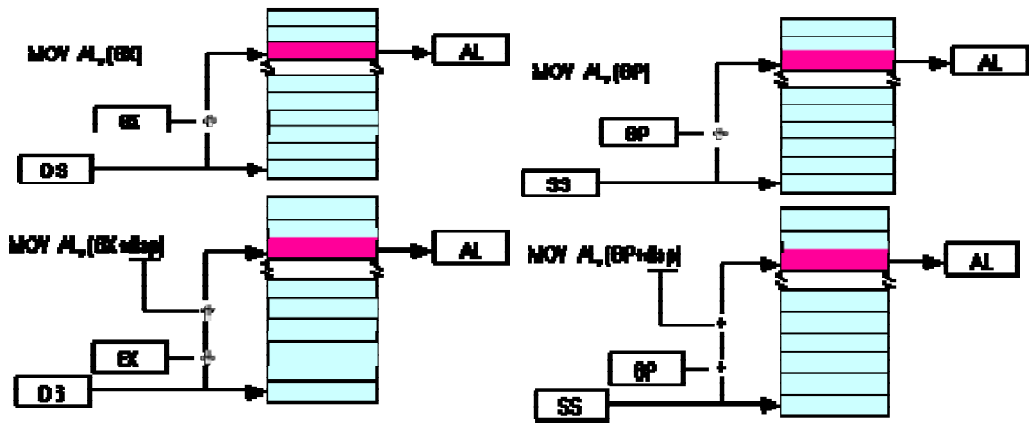 MOV AL, [BX]
AL
BX
DS
MOV AL, [BP]
AL
BP
SS
MOV AL, [BX+disp]
AL
BX
DS
MOV AL, [BP+disp]
AL
BP
SS